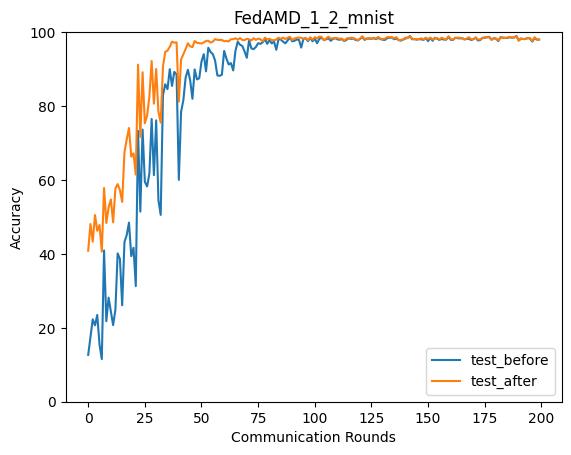 FedAMD_1_2_mnist
100
80
60
40
20
0
Accuracy
0 25 50 75 100 125 150 175 200
Communication Rounds
test_before
test_after